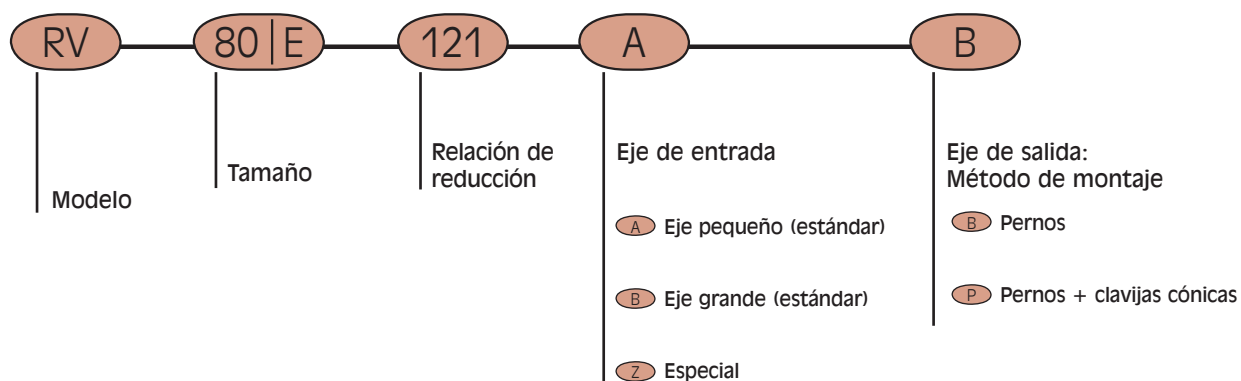 RV 80|E 121 A B
Modelo
Tamaño
Relación de
reducción
Eje de entrada
A Eje pequeño (estándar)
B Eje grande (estándar)
Z Especial
Eje de salida:
Método de montaje
B Pernos
P Pernos + clavijas cónicas